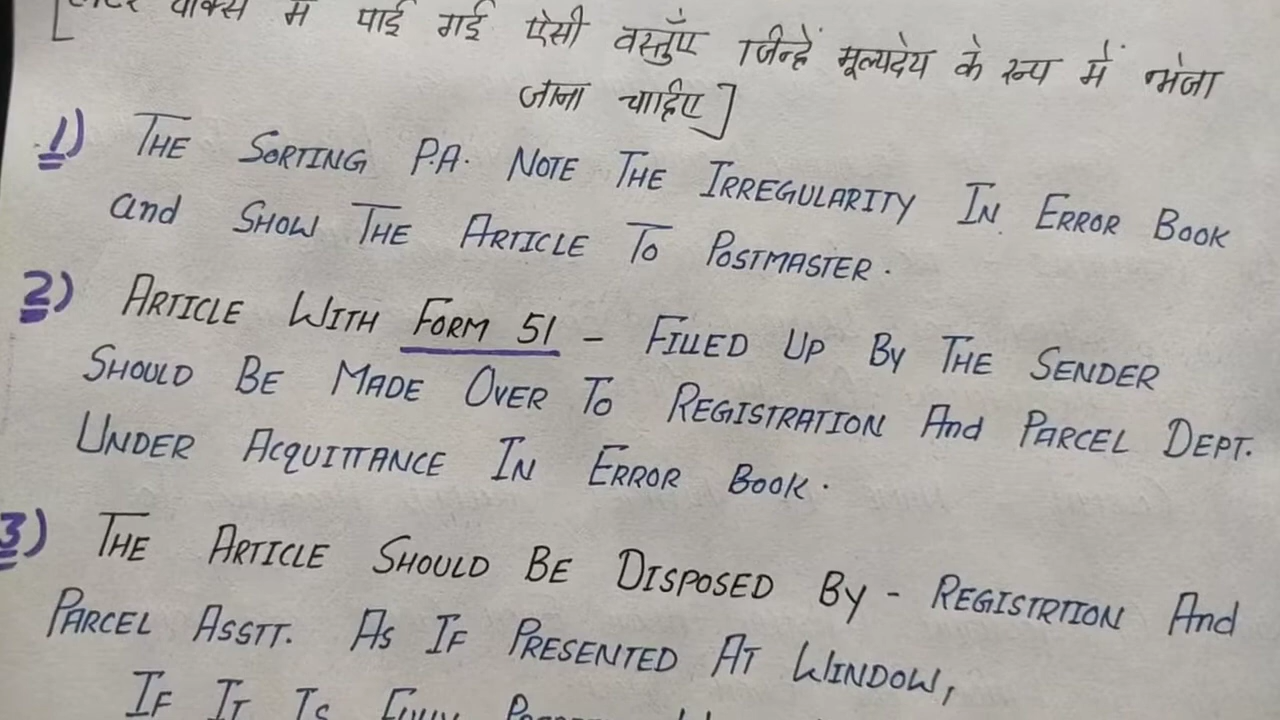 [लेटर बॉक्स में पाई गई ऐसी वस्तुएँ जिन्हें मूल्यदेय के रूप में भेजा
जाना चाहिए]
1) THE SORTING P.A. NOTE THE IRREGULARITY IN ERROR BOOK
and SHOW THE ARTICLE TO POSTMASTER.
2) ARTICLE WITH FORM 51 - FILLED UP BY THE SENDER
SHOULD BE MADE OVER TO REGISTRATION And PARCEL DEPT.
UNDER ACQUITTANCE IN ERROR BOOK.
3) THE ARTICLE SHOULD BE DISPOSED BY - REGISTRTION And
PARCEL ASSTT. AS IF PRESENTED AT WINDOW,
IF IT IS FULLY